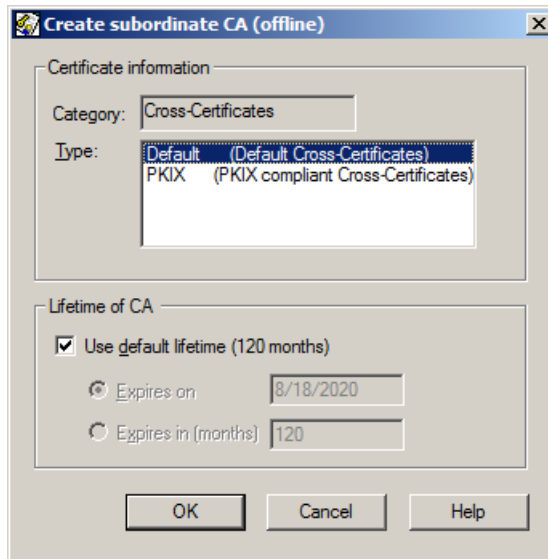 Create subordinate CA (offline)
Certificate information
Category: Cross-Certificates
Type: Default (Default Cross-Certificates)
PKIX (PKIX compliant Cross-Certificates)
Lifetime of CA
Use default lifetime (120 months)
Expires on 8/18/2020
Expires in (months) 120
OK Cancel Help